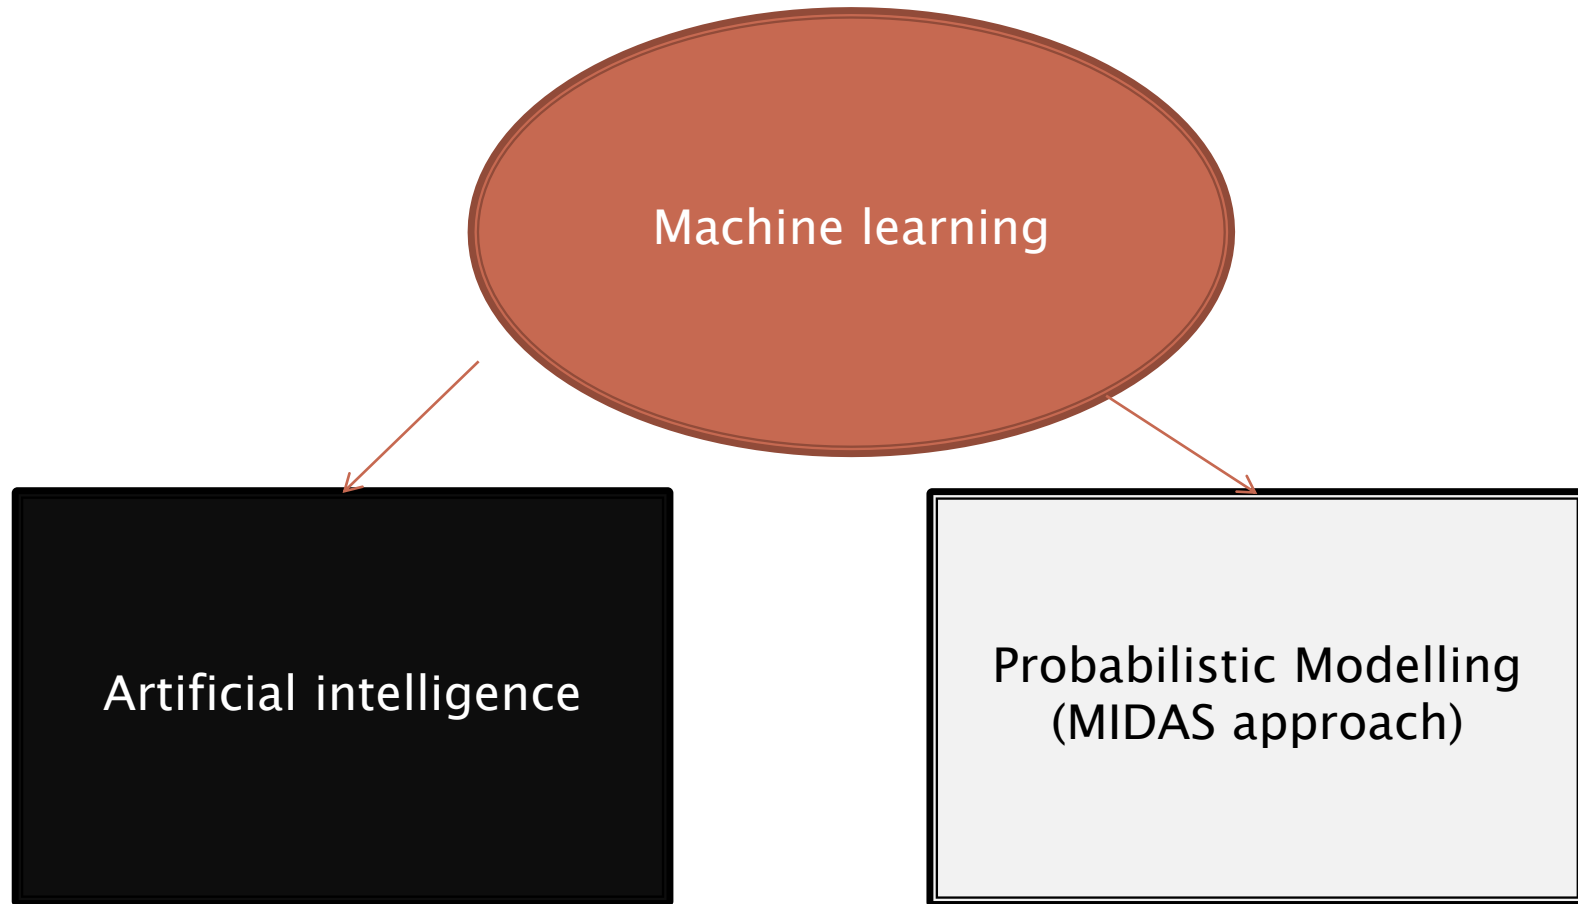 Machine learning
Artificial intelligence
Probabilistic Modelling
(MIDAS approach)